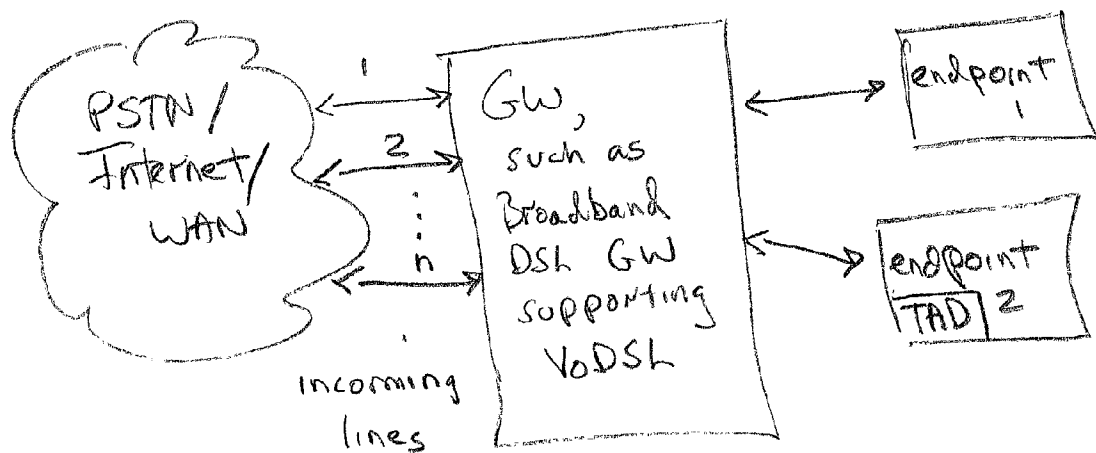 PSTN/
Internet/
WAN
1
2
n
incoming
lines
GW,
such as
Broadband
DSL GW
supporting
VoDSL
endpoint
1
endpoint
TAD 2